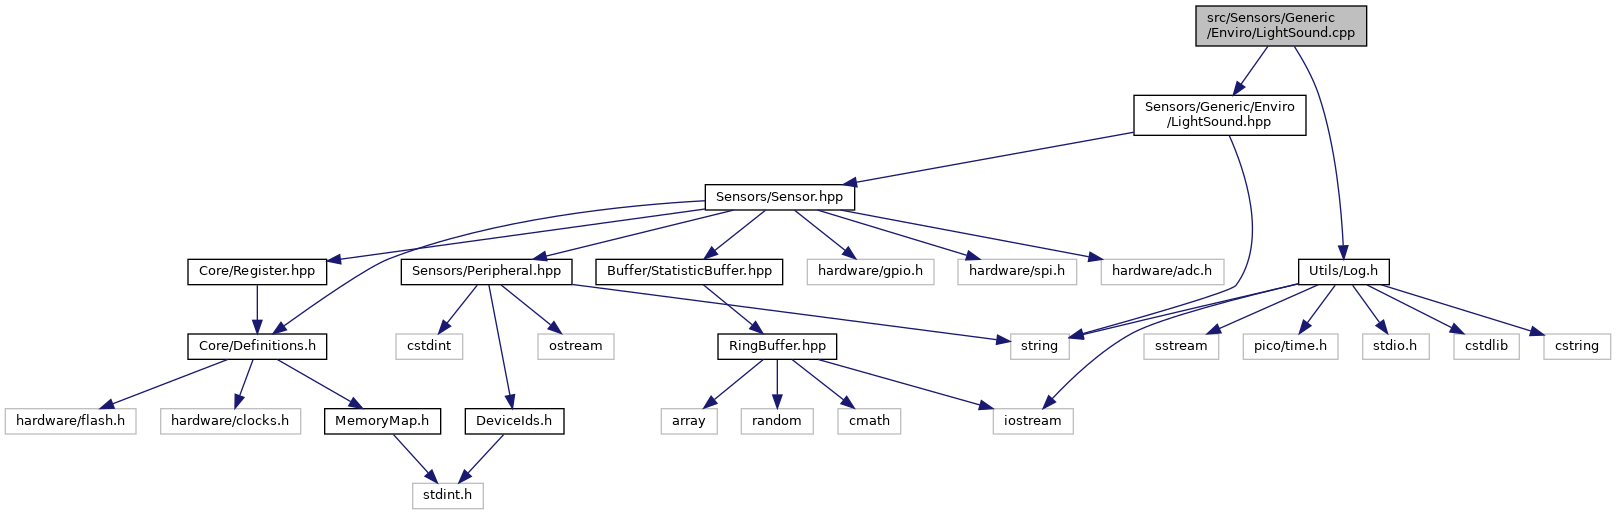 src/Sensors/Generic
/Enviro/LightSound.cpp
Sensors/Generic/Enviro
/LightSound.hpp
Sensors/Sensor.hpp
Core/Register.hpp
Sensors/Peripheral.hpp
Buffer/StatisticBuffer.hpp
hardware/gpio.h
hardware/spi.h
hardware/adc.h
Utils/Log.h
Core/Definitions.h
cstdint
ostream
RingBuffer.hpp
string
sstream
pico/time.h
stdio.h
cstdlib
cstring
hardware/flash.h
hardware/clocks.h
MemoryMap.h
DeviceIds.h
array
random
cmath
iostream
stdint.h